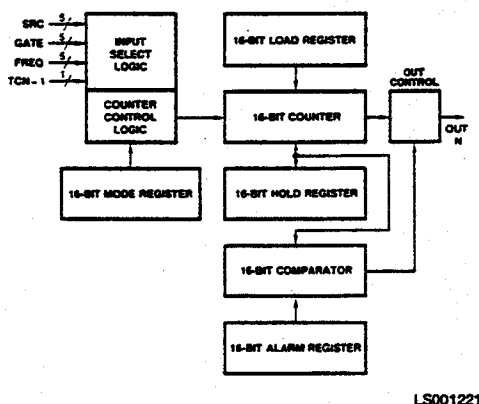 SRC 5
GATE 5
FREQ 5
TCN-1 1
INPUT
SELECT
LOGIC
COUNTER
CONTROL
LOGIC
16-BIT MODE REGISTER
16-BIT LOAD REGISTER
16-BIT COUNTER
16-BIT HOLD REGISTER
16-BIT COMPARATOR
16-BIT ALARM REGISTER
OUT
CONTROL
OUT
N
LS001221